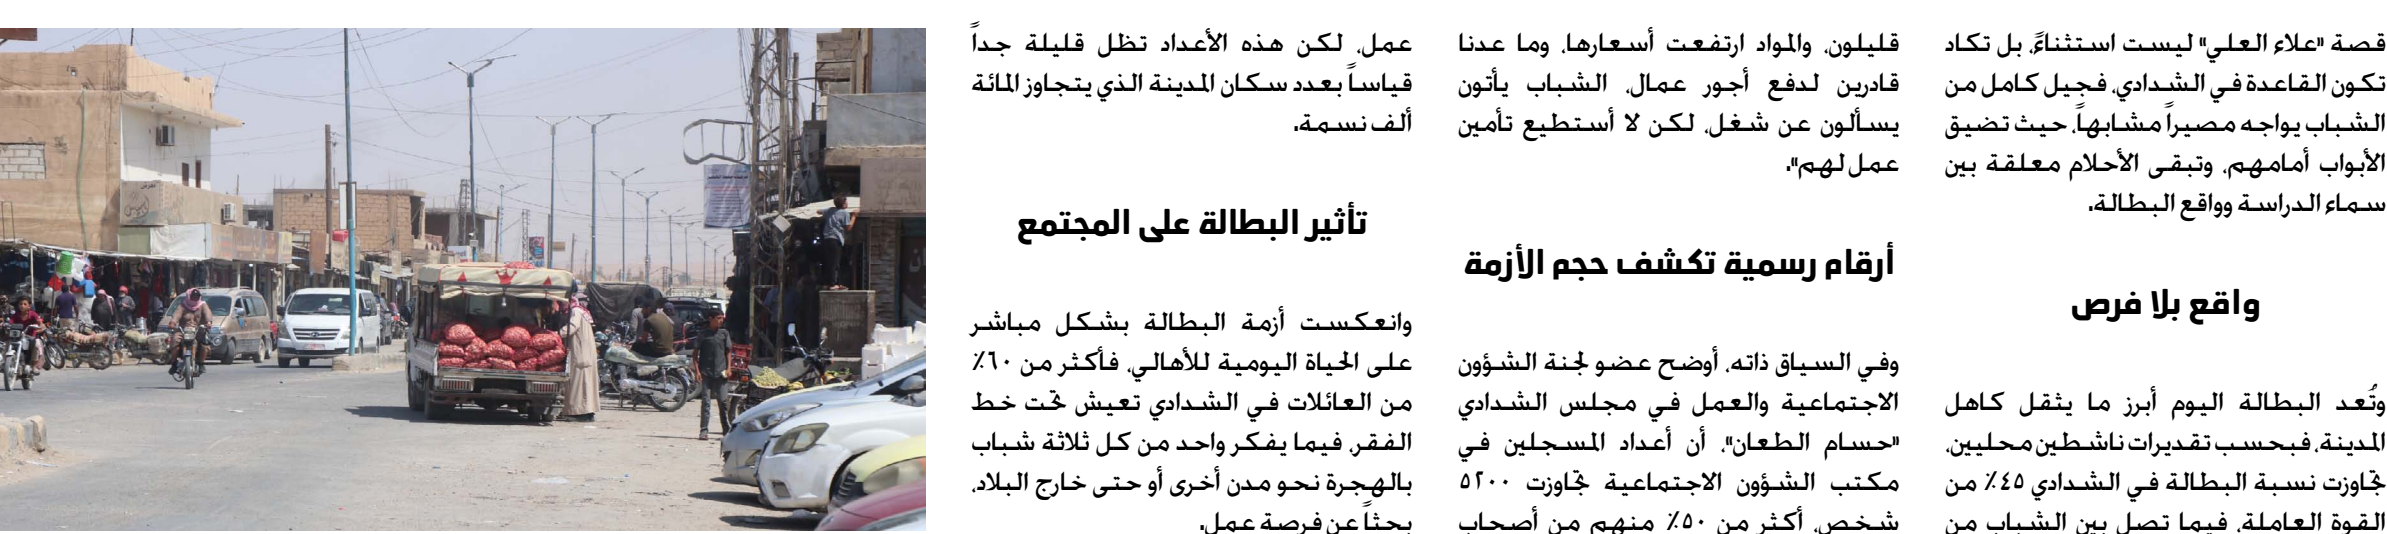 قصة «علاء العلي» ليست استثناءً، بل تكاد
تكون القاعدة في الشدادي، فجيل كامل من
الشباب يواجه مصيراً مشابهاً، حيث تضيق
الأبواب أمامهم، وتبقى الأحلام معلقة بين
سماء الدراسة وواقع البطالة.
واقع بلا فرص
وتُعد البطالة اليوم أبرز ما يثقل كاهل
المدينة، فبحسب تقديرات ناشطين محليين،
تجاوزت نسبة البطالة في الشدادي ٤٥٪ من
القوة العاملة، فيما تصل بين الشباب من
قليلون، والمواد ارتفعت أسعارها، وما عدنا
قادرين لدفع أجور عمال، الشباب يأتون
يسألون عن شغل، لكن لا أستطيع تأمين
عمل لهم».
أرقام رسمية تكشف حجم الأزمة
وفي السياق ذاته، أوضح عضو لجنة الشؤون
الاجتماعية والعمل في مجلس الشدادي
«حسام الطعان»، أن أعداد المسجلين في
مكتب الشؤون الاجتماعية تجاوزت ٥٢٠٠
شخص، أكثر من ٥٠٪ منهم من أصحاب
عمل، لكن هذه الأعداد تظل قليلة جداً
قياساً بعدد سكان المدينة الذي يتجاوز المائة
ألف نسمة.
تأثير البطالة على المجتمع
وانعكست أزمة البطالة بشكل مباشر
على الحياة اليومية للأهالي، فأكثر من ٦٠٪
من العائلات في الشدادي تعيش تحت خط
الفقر، فيما يفكر واحد من كل ثلاثة شباب
بالهجرة نحو مدن أخرى أو حتى خارج البلاد،
بحثاً عن فرصة عمل.